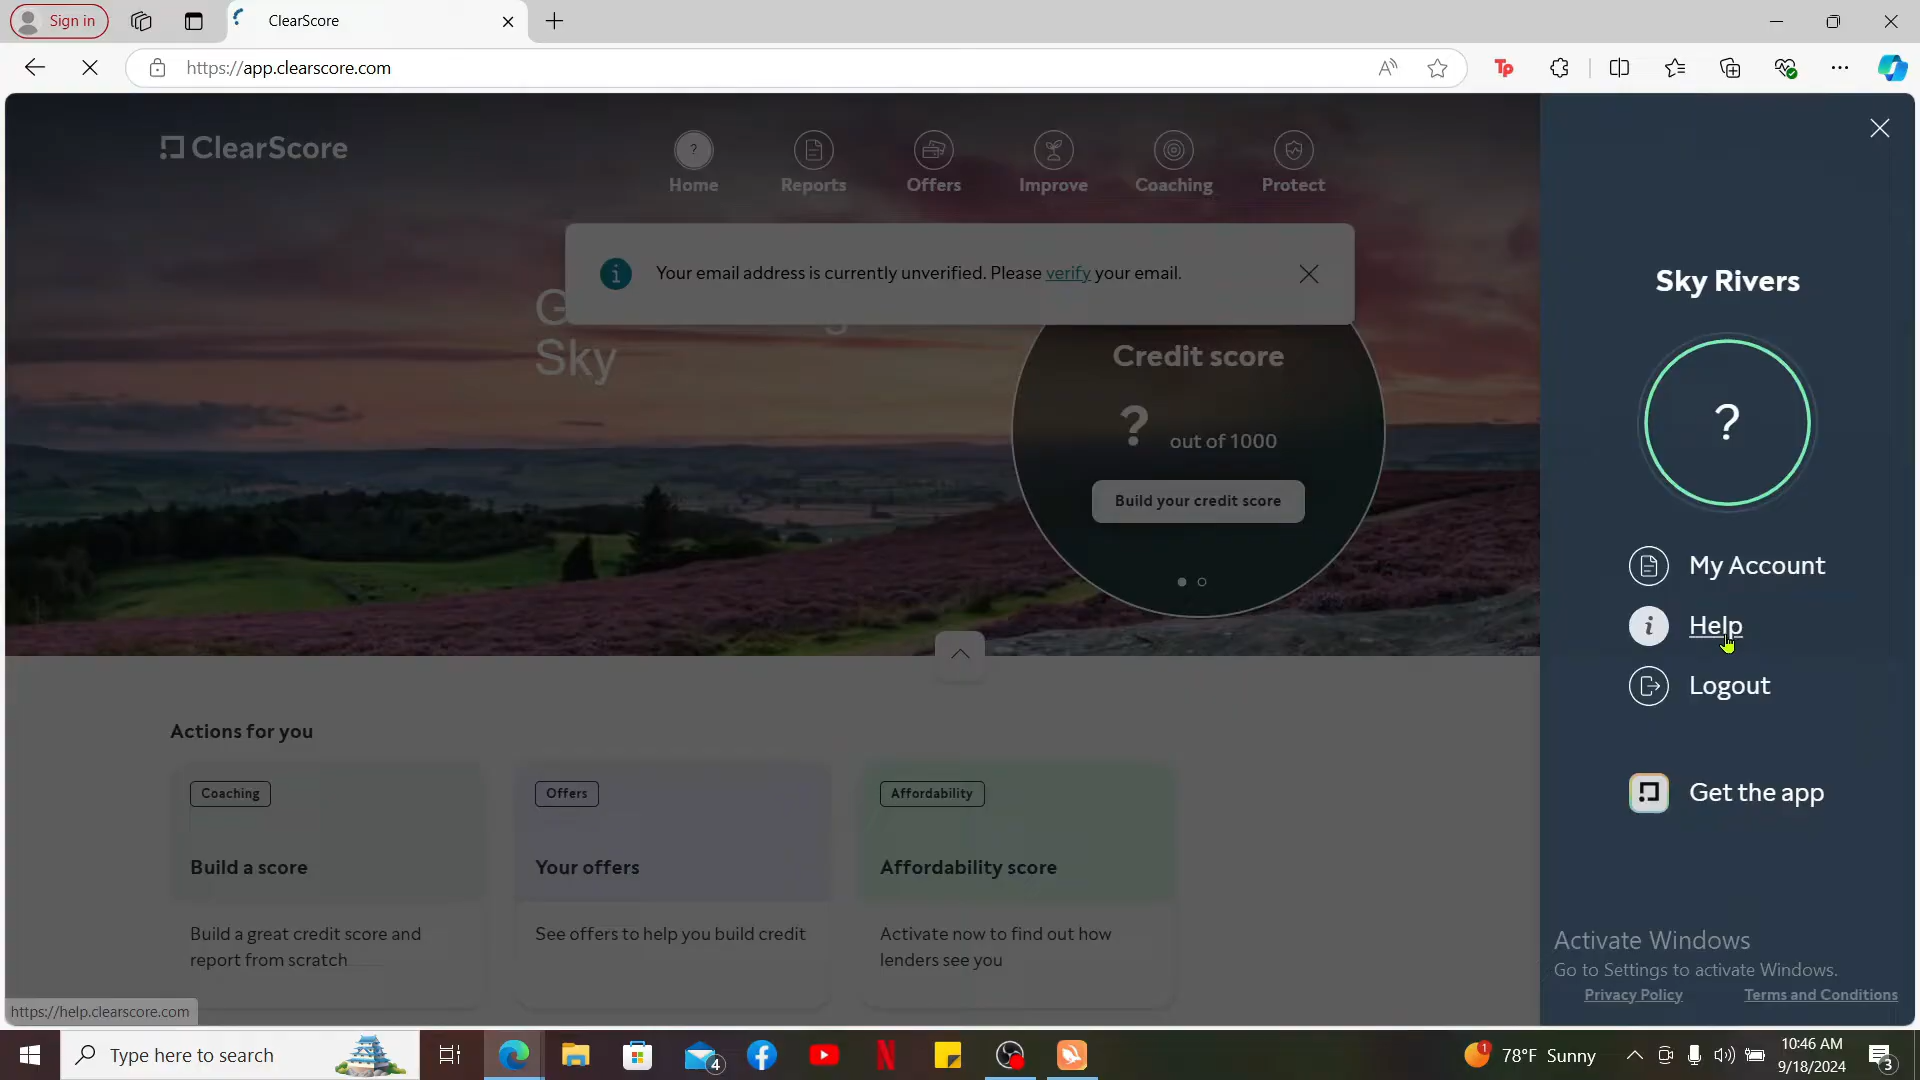 Sign in
ClearScore
https://app.clearscore.com
ClearScore
?
Home
Reports
Offers
Improve
Coaching
Protect
Your email address is currently unverified. Please verify your email.
Sky
Credit score
? out of 1000
Build your credit score
Sky Rivers
?
My Account
Help
Logout
Get the app
Actions for you
Coaching
Build a score
Build a great credit score and
report from scratch
Offers
Your offers
See offers to help you build credit
Affordability
Affordability score
Activate now to find out how
lenders see you
Activate Windows
Go to Settings to activate Windows.
Privacy Policy
Terms and Conditions
https://help.clearscore.com
Type here to search
4
1
78°F Sunny
10:46 AM
9/18/2024
3